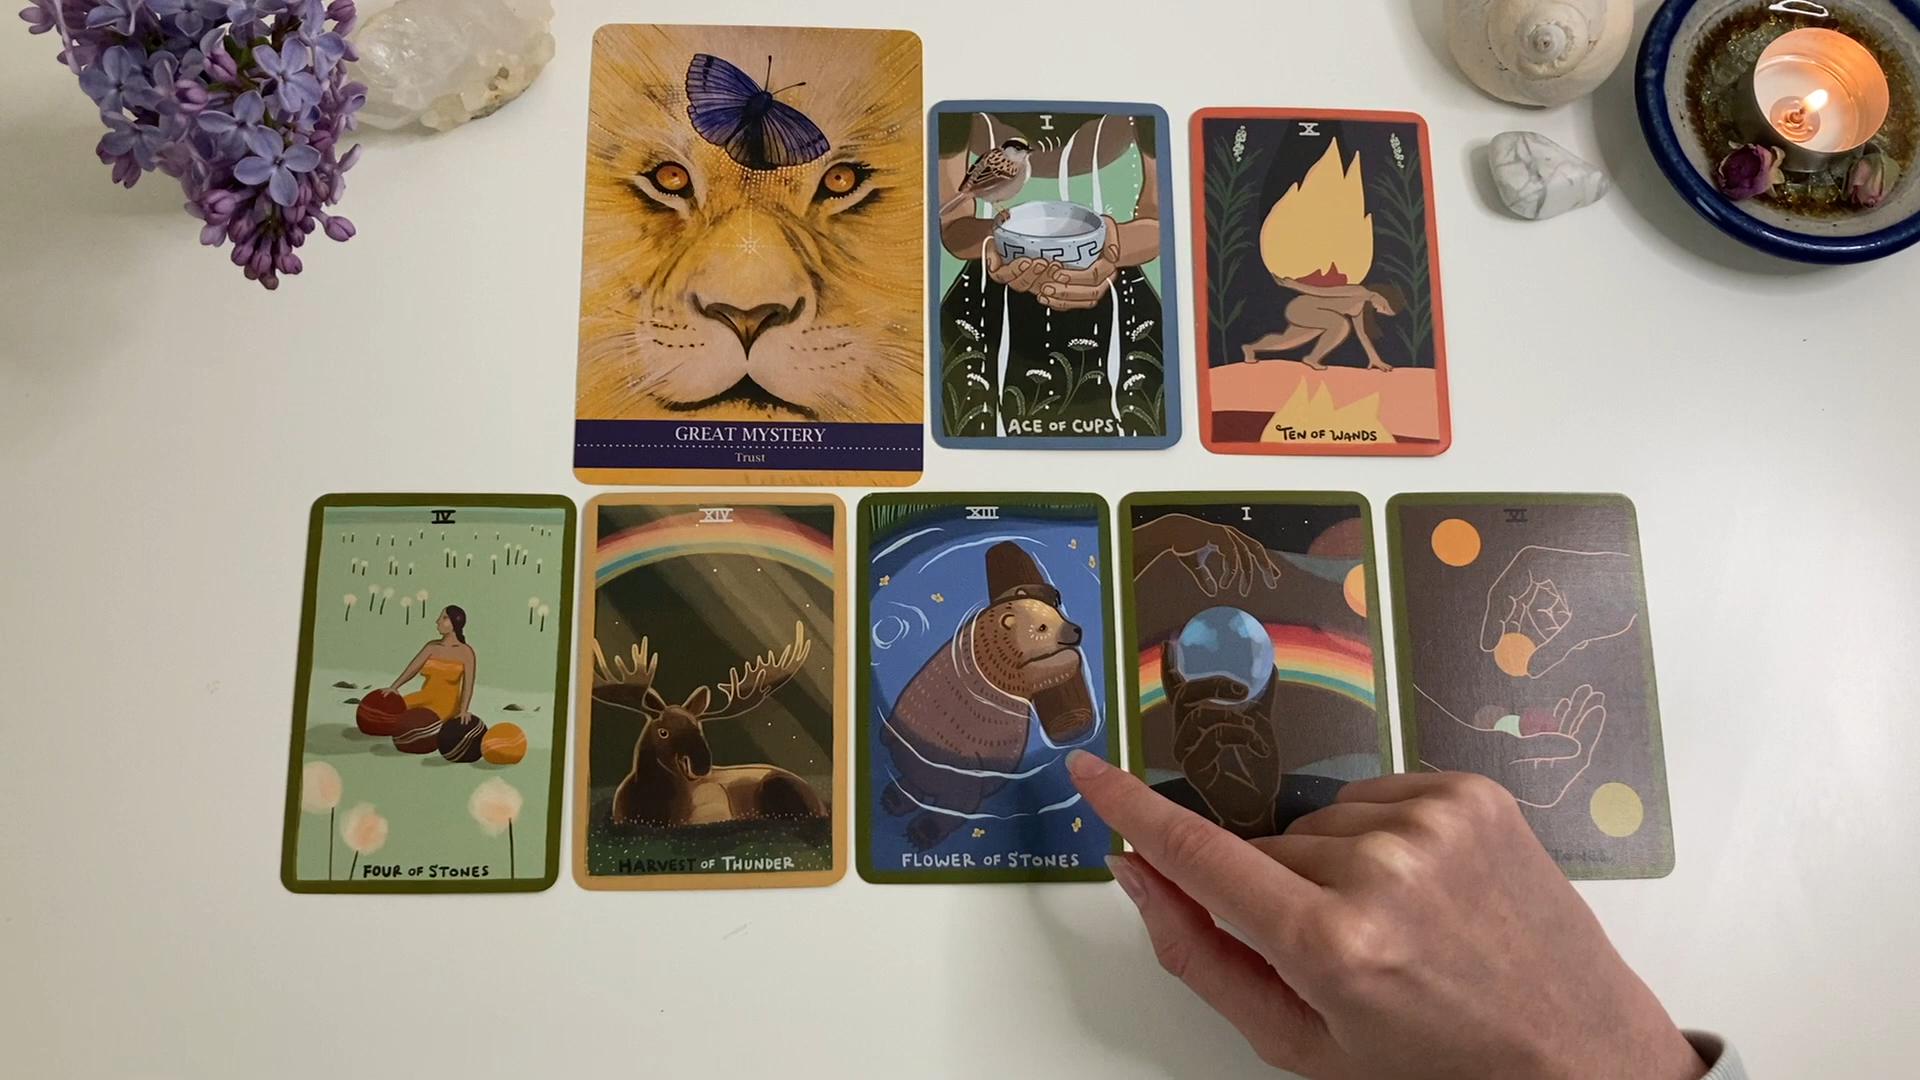 GREAT MYSTERY
Trust
I
ACE OF CUPS
X
TEN OF WANDS
IV
FOUR OF STONES
XIV
HARVEST OF THUNDER
XIII
FLOWER OF STONES
I
VI
STONES